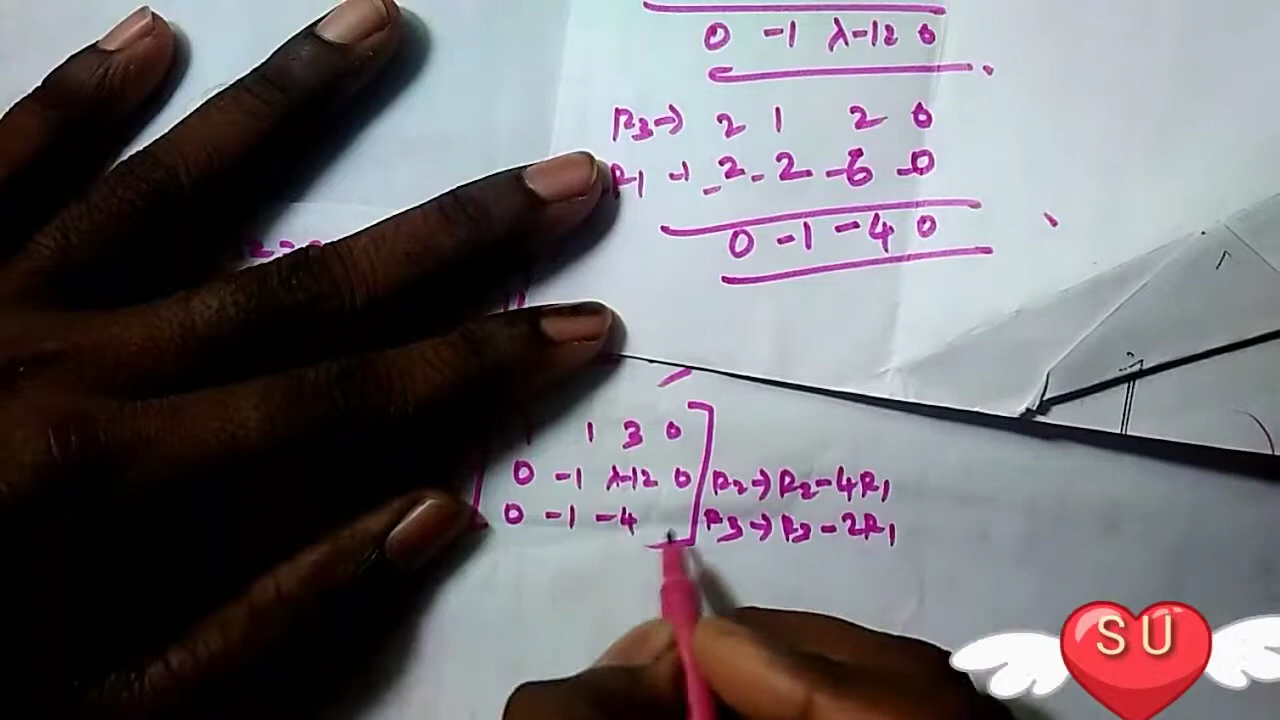 0 -1 λ-12 0
R3→ 2 1 2 0
R1 → -2 -2 -6 -0
0 -1 -4 0
1 3 0
0 -1 λ-12 0 R2→R2-4R1
0 -1 -4 R3→R3-2R1
SU